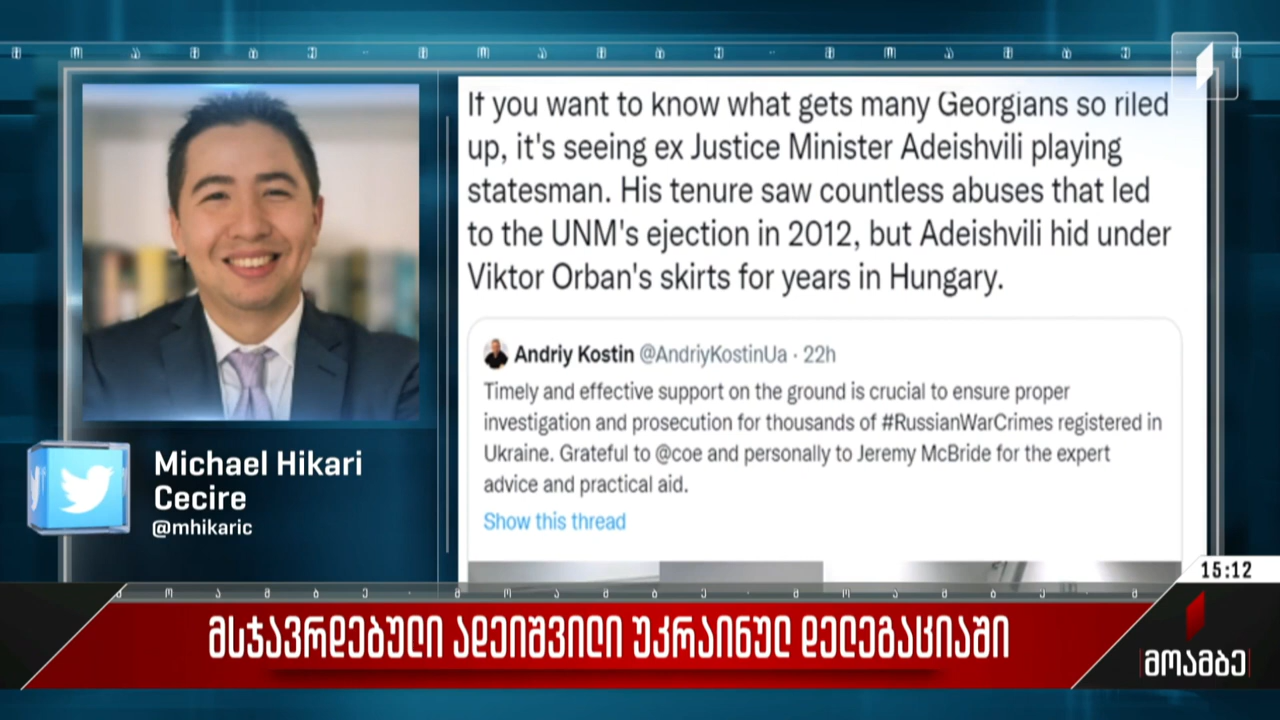 მ ო ა მ ბ ე ·· მ ო ა მ ბ ე ·· მ ო ა მ ბ ე ·· მ
If you want to know what gets many Georgians so riled
up, it's seeing ex Justice Minister Adeishvili playing
statesman. His tenure saw countless abuses that led
to the UNM's ejection in 2012, but Adeishvili hid under
Viktor Orban's skirts for years in Hungary.
Andriy Kostin @AndriyKostinUa · 22h
Timely and effective support on the ground is crucial to ensure proper
investigation and prosecution for thousands of #RussianWarCrimes registered in
Ukraine. Grateful to @coe and personally to Jeremy McBride for the expert
advice and practical aid.
Show this thread
Michael Hikari
Cecire
@mhikaric
15:12
ო ა მ ბ ე · მ ო ა მ ბ ე · მ ო ა მ ბ ე · მ
მსჯავრდებული ადეიშვილი უკრაინულ დელეგაციაში
მოამბე